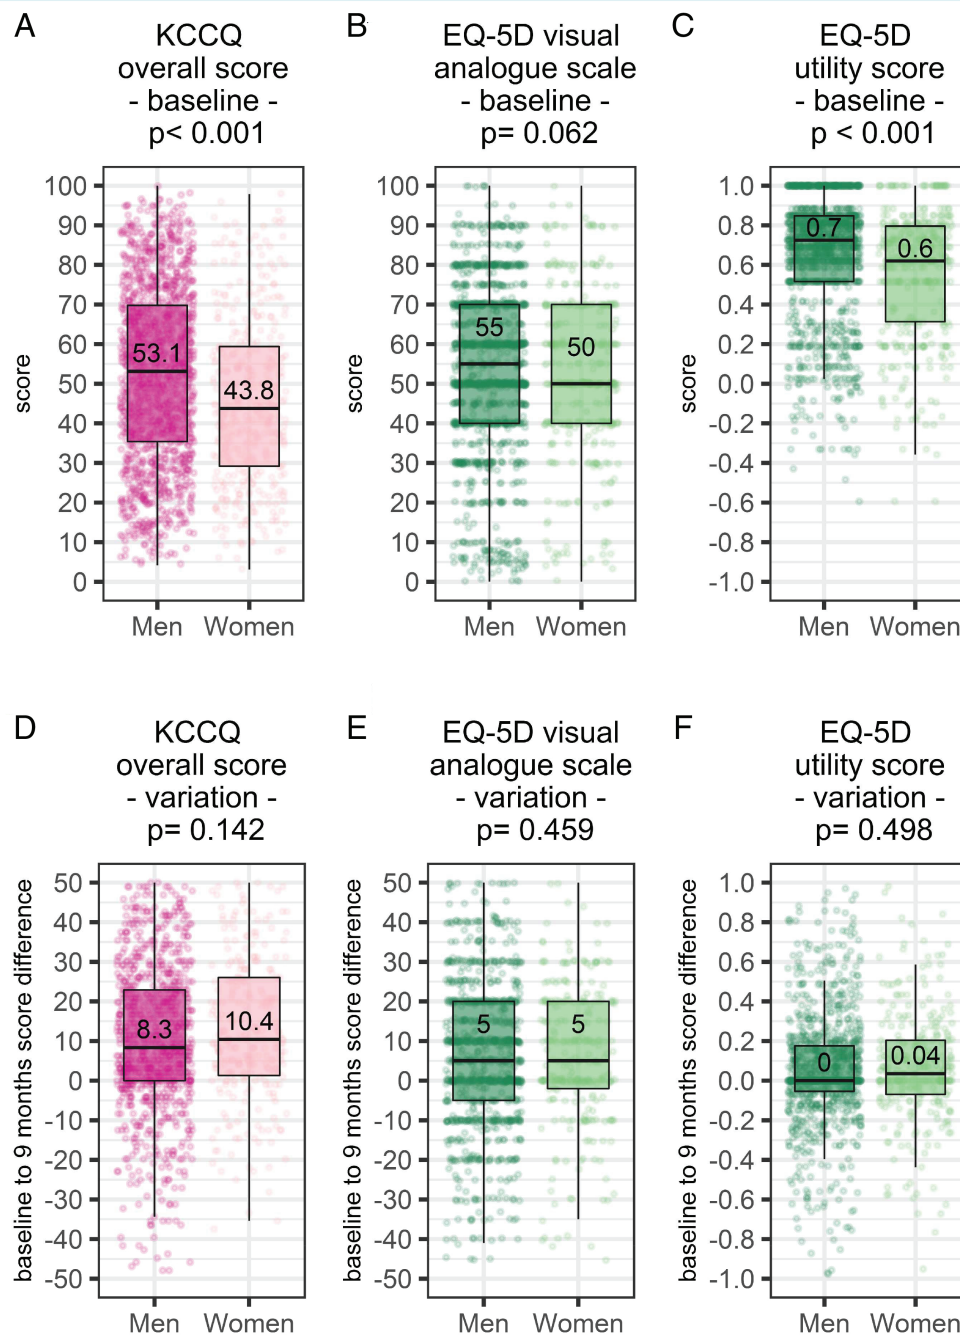 A
KCCQ
overall score
- baseline -
p< 0.001
score
100
90
80
70
60
50
40
30
20
10
0
53.1
43.8
Men Women
B
EQ-5D visual
analogue scale
- baseline -
p= 0.062
score
100
90
80
70
60
50
40
30
20
10
0
55
50
Men Women
C
EQ-5D
utility score
- baseline -
p < 0.001
score
1.0
0.8
0.6
0.4
0.2
0.0
-0.2
-0.4
-0.6
-0.8
-1.0
0.7
0.6
Men Women
D
KCCQ
overall score
- variation -
p= 0.142
baseline to 9 months score difference
50
40
30
20
10
0
-10
-20
-30
-40
-50
8.3
10.4
Men Women
E
EQ-5D visual
analogue scale
- variation -
p= 0.459
baseline to 9 months score difference
50
40
30
20
10
0
-10
-20
-30
-40
-50
5
5
Men Women
F
EQ-5D
utility score
- variation -
p= 0.498
baseline to 9 months score difference
1.0
0.8
0.6
0.4
0.2
0.0
-0.2
-0.4
-0.6
-0.8
-1.0
0
0.04
Men Women